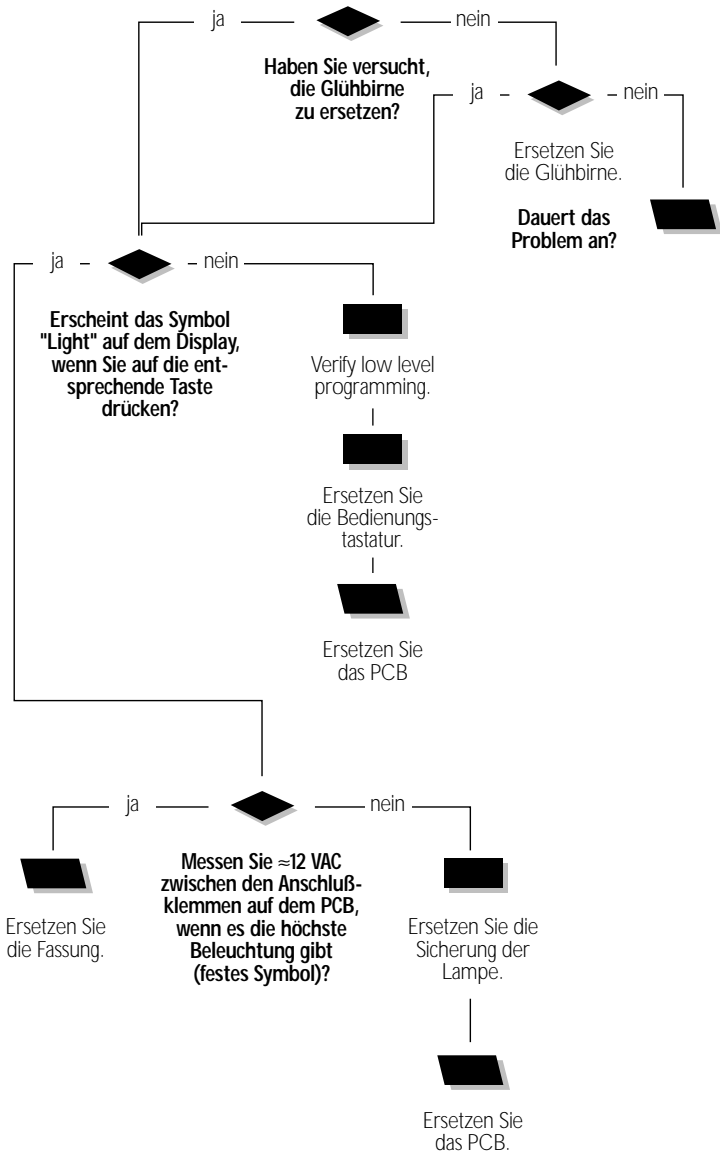 ja
nein
Haben Sie versucht,
die Glühbirne
zu ersetzen?
ja
nein
Ersetzen Sie
die Glühbirne.
Dauert das
Problem an?
ja
nein
Erscheint das Symbol
"Light" auf dem Display,
wenn Sie auf die ent-
sprechende Taste
drücken?
Verify low level
programming.
Ersetzen Sie
die Bedienungs-
tastatur.
Ersetzen Sie
das PCB
ja
nein
Messen Sie ≈12 VAC
zwischen den Anschluß-
klemmen auf dem PCB,
wenn es die höchste
Beleuchtung gibt
(festes Symbol)?
Ersetzen Sie
die Fassung.
Ersetzen Sie die
Sicherung der
Lampe.
Ersetzen Sie
das PCB.